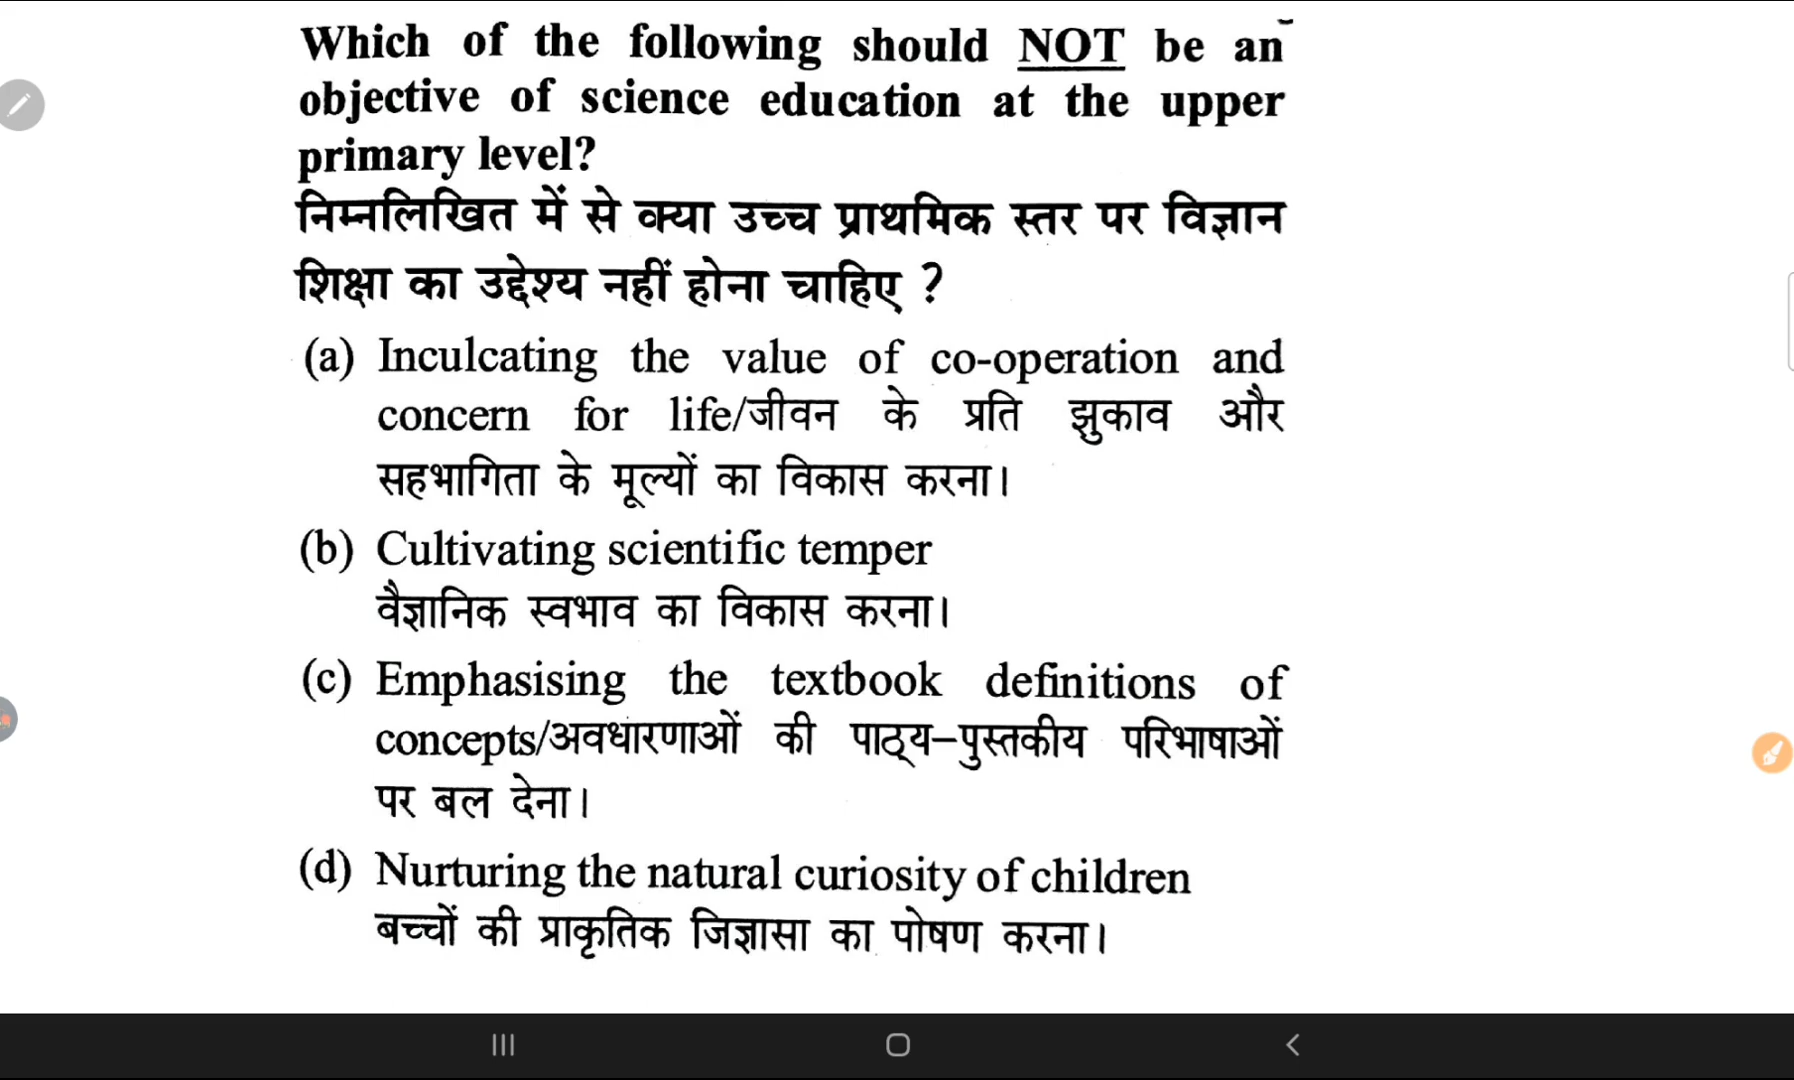 Which of the following should NOT be an
objective of science education at the upper
primary level?
निम्नलिखित में से क्या उच्च प्राथमिक स्तर पर विज्ञान
शिक्षा का उद्देश्य नहीं होना चाहिए ?
(a) Inculcating the value of co-operation and
concern for life/जीवन के प्रति झुकाव और
सहभागिता के मूल्यों का विकास करना।
(b) Cultivating scientific temper
वैज्ञानिक स्वभाव का विकास करना।
(c) Emphasising the textbook definitions of
concepts/अवधारणाओं की पाठ्य–पुस्तकीय परिभाषाओं
पर बल देना।
(d) Nurturing the natural curiosity of children
बच्चों की प्राकृतिक जिज्ञासा का पोषण करना।